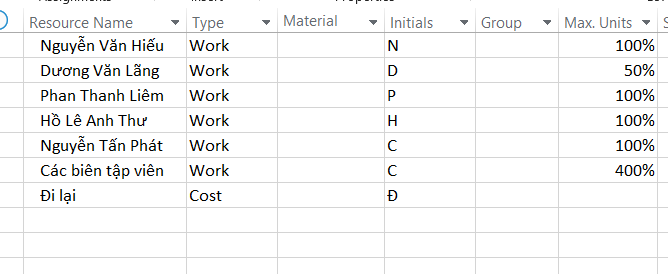 Resource Name Type Material Initials Group Max. Units
Nguyễn Văn Hiếu Work N 100%
Dương Văn Lãng Work D 50%
Phan Thanh Liêm Work P 100%
Hồ Lê Anh Thư Work H 100%
Nguyễn Tấn Phát Work C 100%
Các biên tập viên Work C 400%
Đi lại Cost Đ